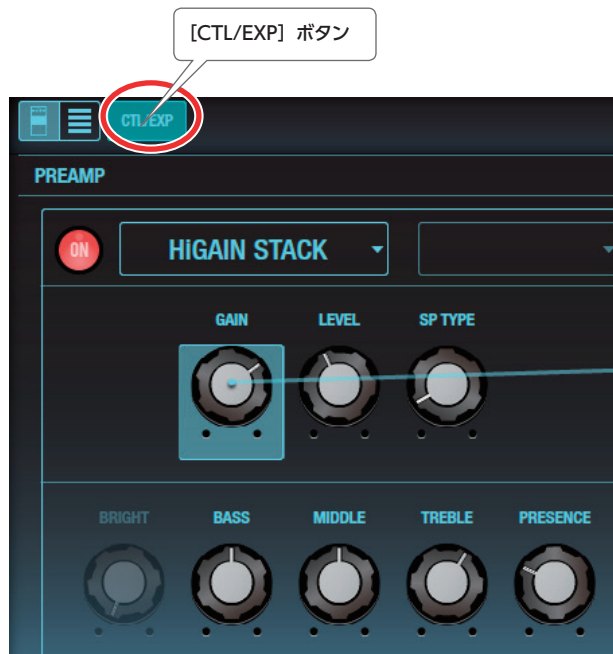 [CTL/EXP] ボタン
CTL/EXP
PREAMP
ON
HiGAIN STACK
GAIN LEVEL SP TYPE
BRIGHT BASS MIDDLE TREBLE PRESENCE